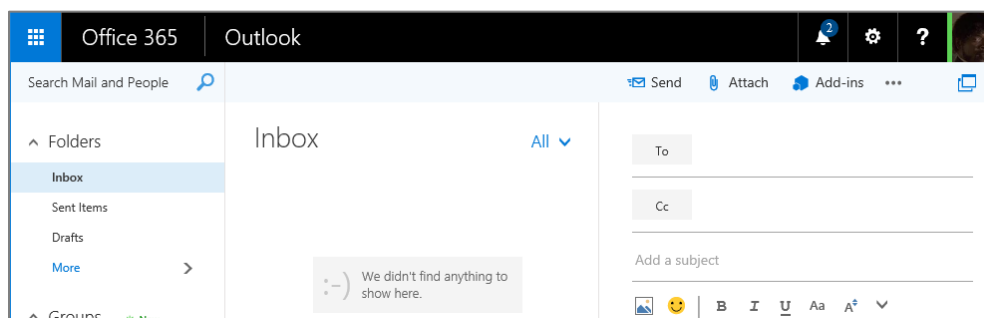 Office 365
Outlook
2
?
Search Mail and People
Send
Attach
Add-ins
•••
Folders
Inbox
Sent Items
Drafts
More
Inbox
All
:-)
We didn't find anything to
show here.
To
Cc
Add a subject
B I U Aa A
Groups